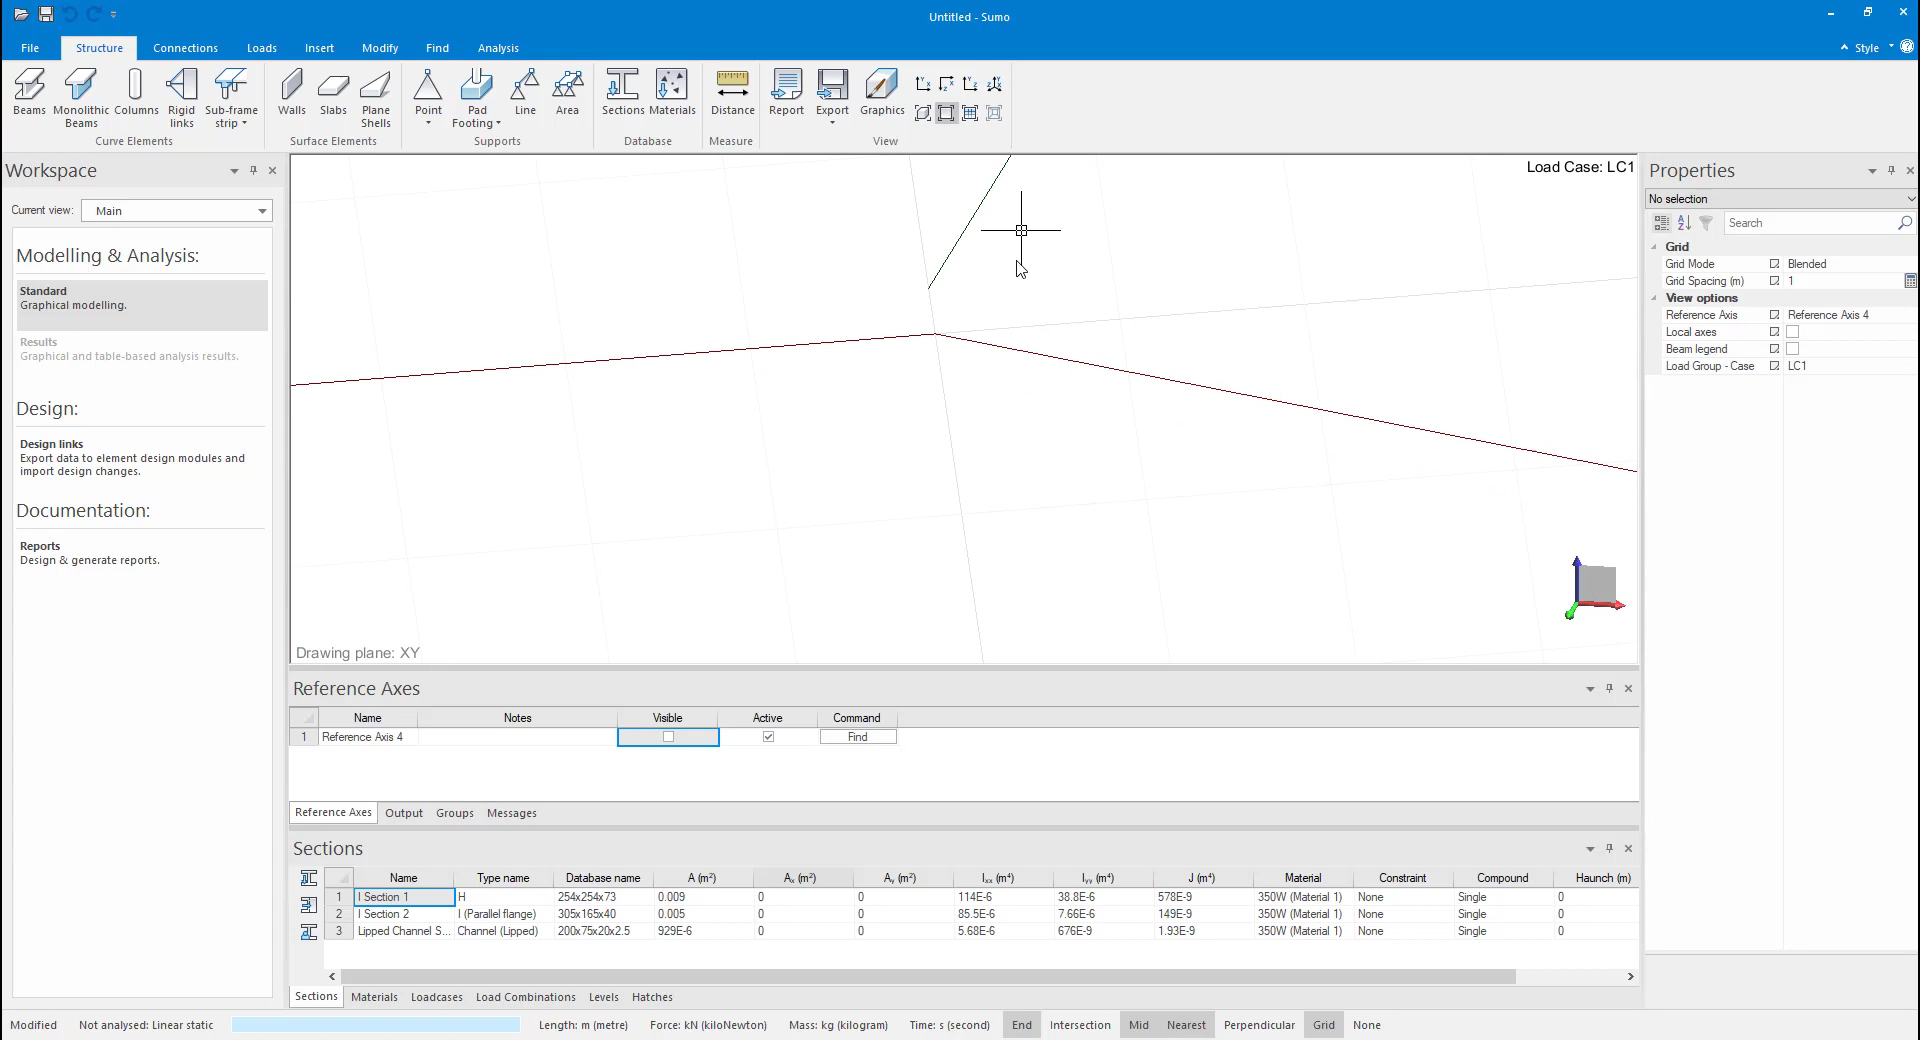 Untitled - Sumo
File Structure Connections Loads Insert Modify Find Analysis Style
Beams Monolithic Beams Columns Rigid links Sub-frame strip Walls Slabs Plane Shells Point Pad Footing Line Area Sections Materials Distance Report Export Graphics
Curve Elements Surface Elements Supports Database Measure View
Workspace
Current view: Main
Modelling & Analysis:
Standard
Graphical modelling.
Results
Graphical and table-based analysis results.
Design:
Design links
Export data to element design modules and
import design changes.
Documentation:
Reports
Design & generate reports.
Load Case: LC1
Drawing plane: XY
Reference Axes
Name Notes Visible Active Command
1 Reference Axis 4 Find
Reference Axes Output Groups Messages
Sections
Name Type name Database name A (m²) Aₓ (m²) Aᵧ (m²) Iₓₓ (m⁴) Iᵧᵧ (m⁴) J (m⁴) Material Constraint Compound Haunch (m)
1 I Section 1 H 254x254x73 0.009 0 0 114E-6 38.8E-6 578E-9 350W (Material 1) None Single 0
2 I Section 2 I (Parallel flange) 305x165x40 0.005 0 0 85.5E-6 7.66E-6 149E-9 350W (Material 1) None Single 0
3 Lipped Channel S... Channel (Lipped) 200x75x20x2.5 929E-6 0 0 5.68E-6 676E-9 1.93E-9 350W (Material 1) None Single 0
Sections Materials Loadcases Load Combinations Levels Hatches
Properties
No selection
Search
Grid
Grid Mode Blended
Grid Spacing (m) 1
View options
Reference Axis Reference Axis 4
Local axes
Beam legend
Load Group - Case LC1
Modified Not analysed: Linear static Length: m (metre) Force: kN (kiloNewton) Mass: kg (kilogram) Time: s (second) End Intersection Mid Nearest Perpendicular Grid None